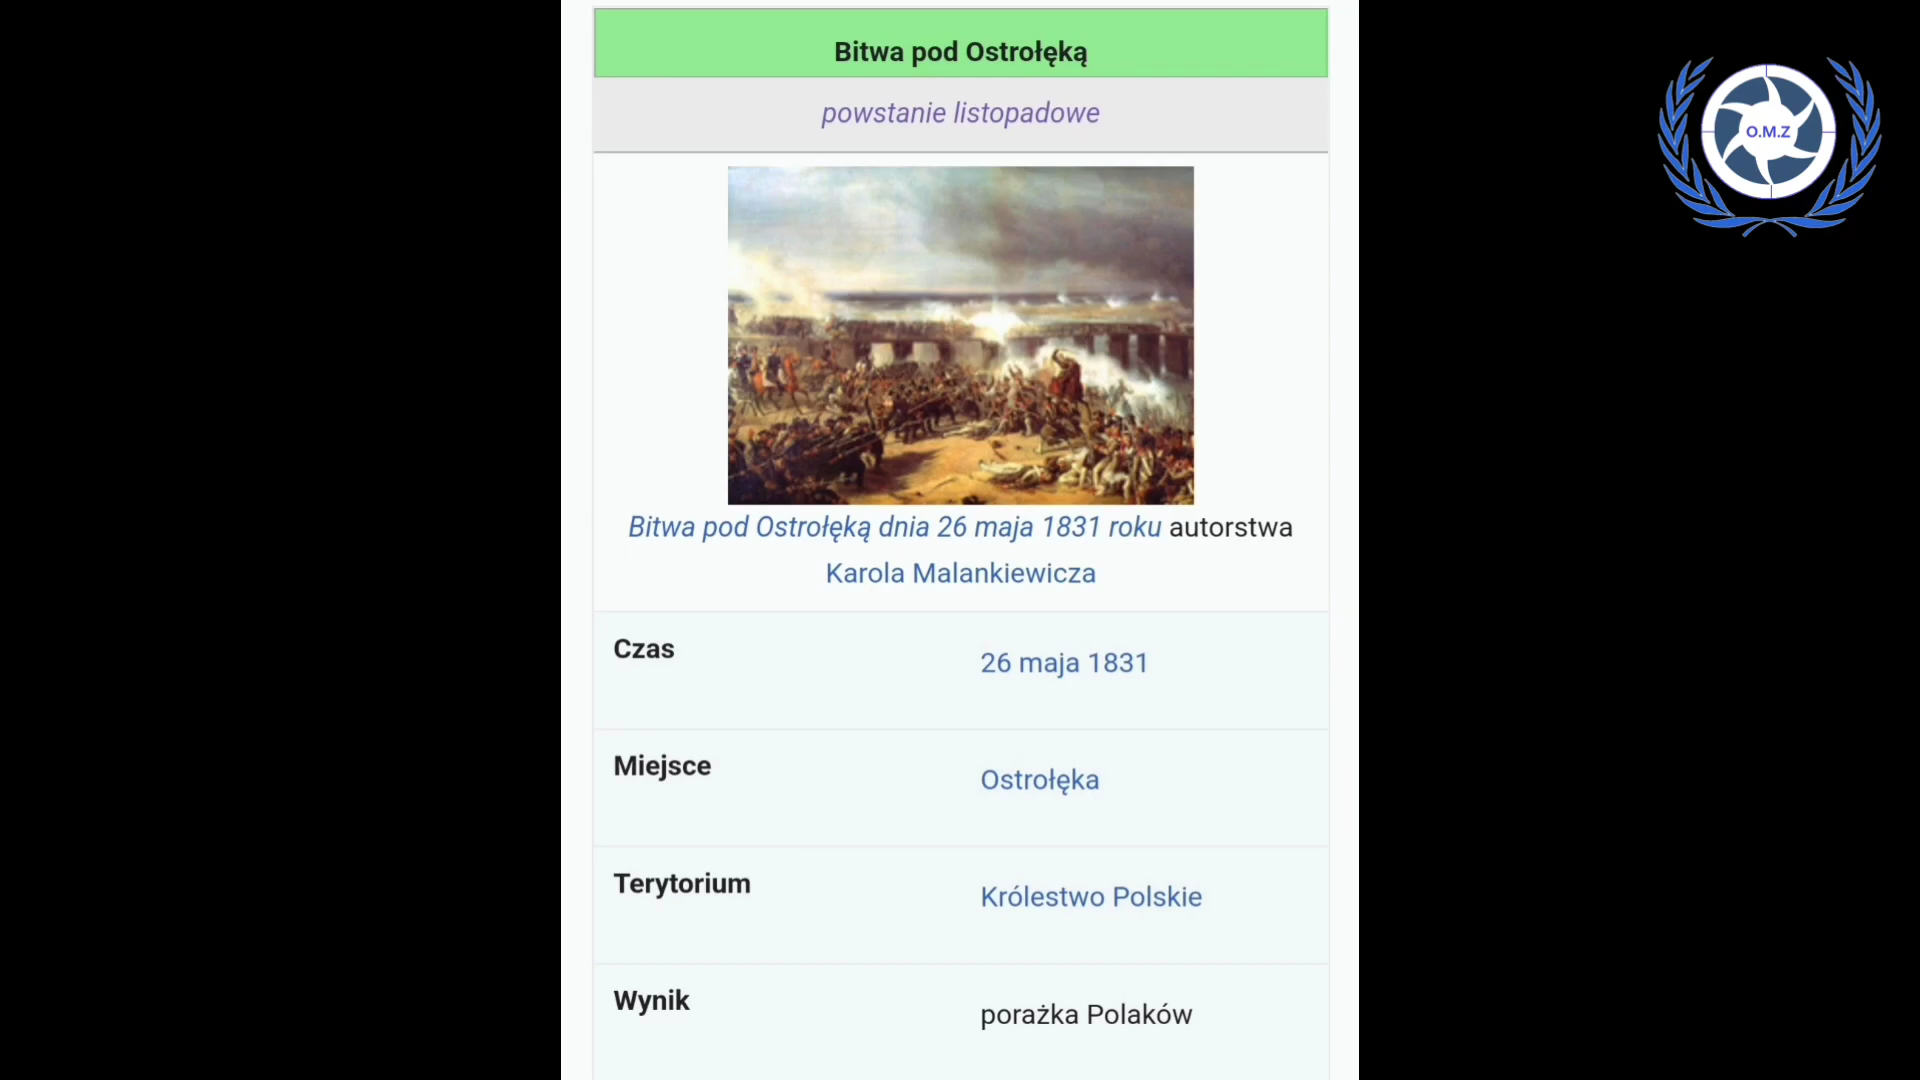 Bitwa pod Ostrołęką
powstanie listopadowe
O.M.Z
Bitwa pod Ostrołęką dnia 26 maja 1831 roku autorstwa
Karola Malankiewicza
Czas
26 maja 1831
Miejsce
Ostrołęka
Terytorium
Królestwo Polskie
Wynik
porażka Polaków